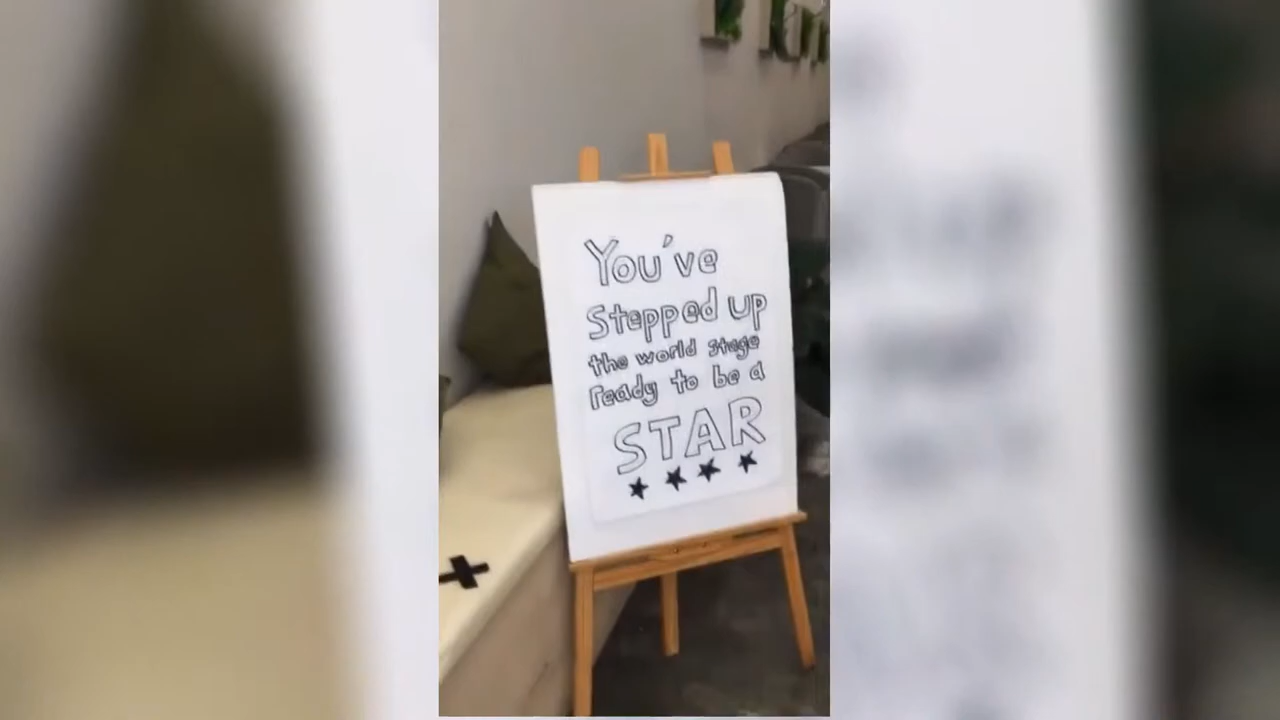 You've
stepped up
the world stage
ready to be a
STAR